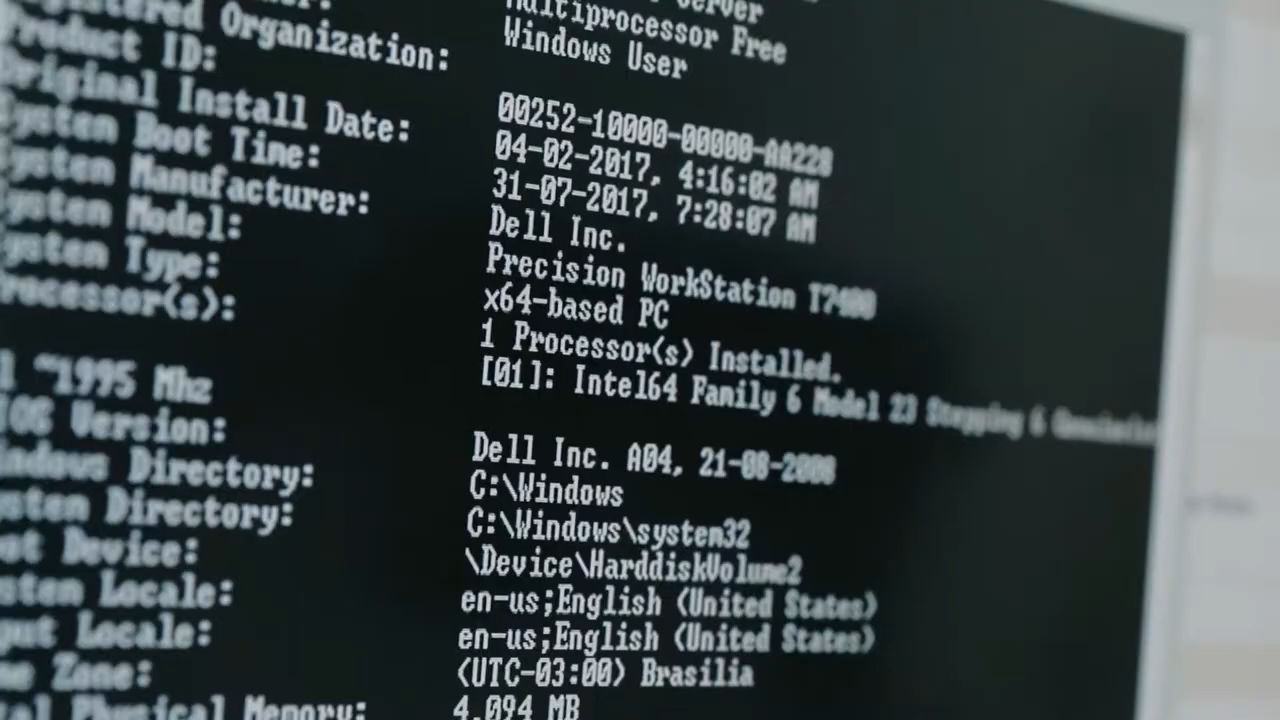 Server
Multiprocessor Free
Registered Organization: Windows User
Product ID: 00252-10000-00000-AA228
Original Install Date: 04-02-2017, 4:16:02 AM
System Boot Time: 31-07-2017, 7:28:07 AM
System Manufacturer: Dell Inc.
System Model: Precision WorkStation T7400
System Type: x64-based PC
Processor(s): 1 Processor(s) Installed.
[01]: Intel64 Family 6 Model 23 Stepping 6
~1995 Mhz
BIOS Version: Dell Inc. A04, 21-08-2008
Windows Directory: C:\Windows
System Directory: C:\Windows\system32
Boot Device: \Device\HarddiskVolume2
System Locale: en-us;English (United States)
Input Locale: en-us;English (United States)
Zone: (UTC-03:00) Brasilia
Physical Memory: 4,094 MB